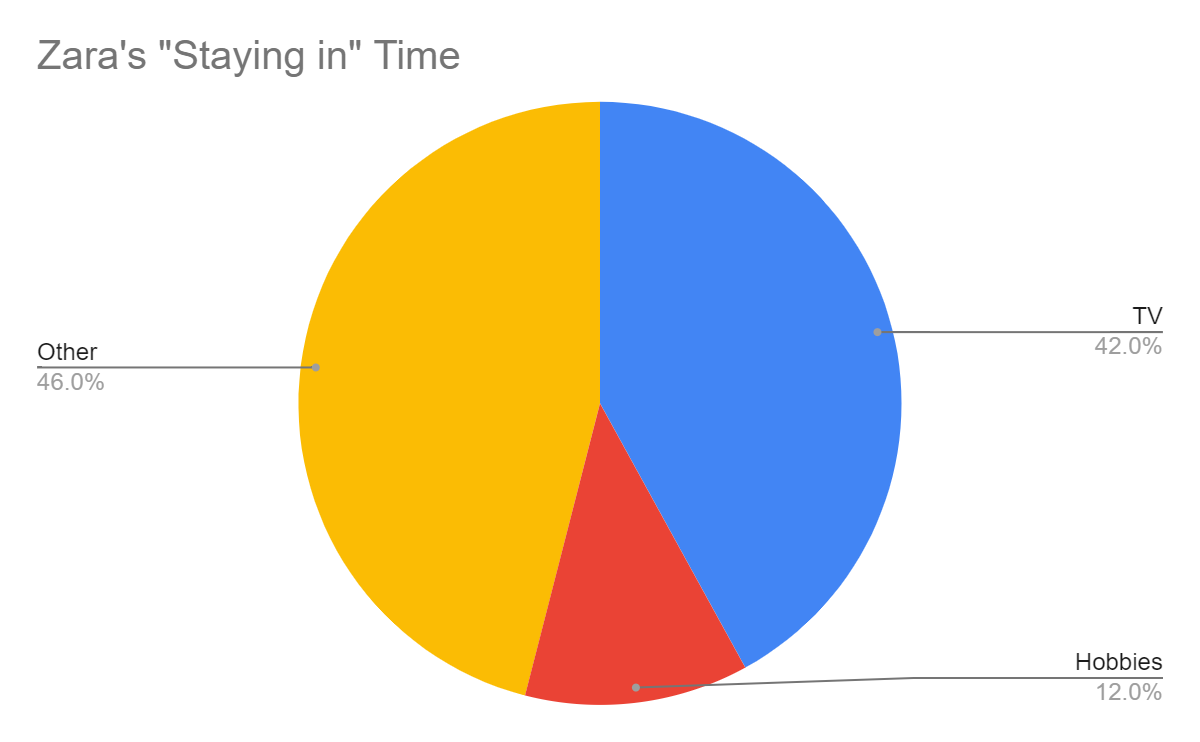 Zara's "Staying in" Time
TV
42.0%
Other
46.0%
Hobbies
12.0%